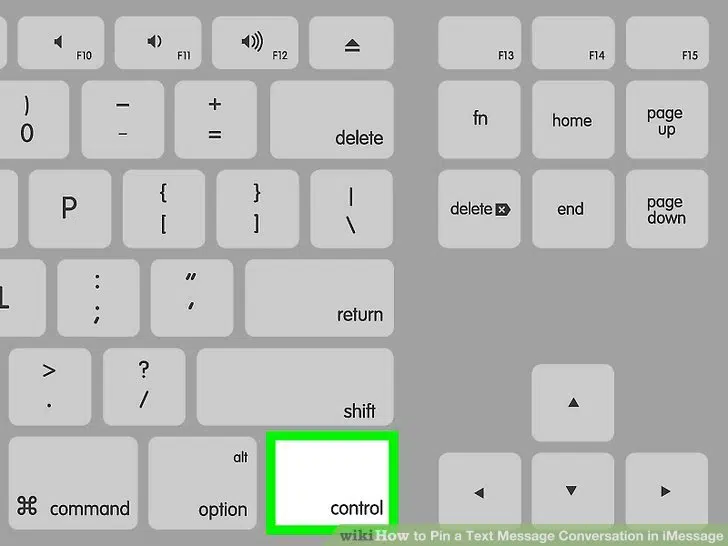 F10
F11
F12
F13
F14
F15
)
0
–
_
+
=
delete
fn
home
page
up
P
{
[
}
]
|
\
delete
end
page
down
L
:
;
"
'
return
>
.
?
/
shift
⌘ command
alt
option
control
wikiHow to Pin a Text Message Conversation in iMessage